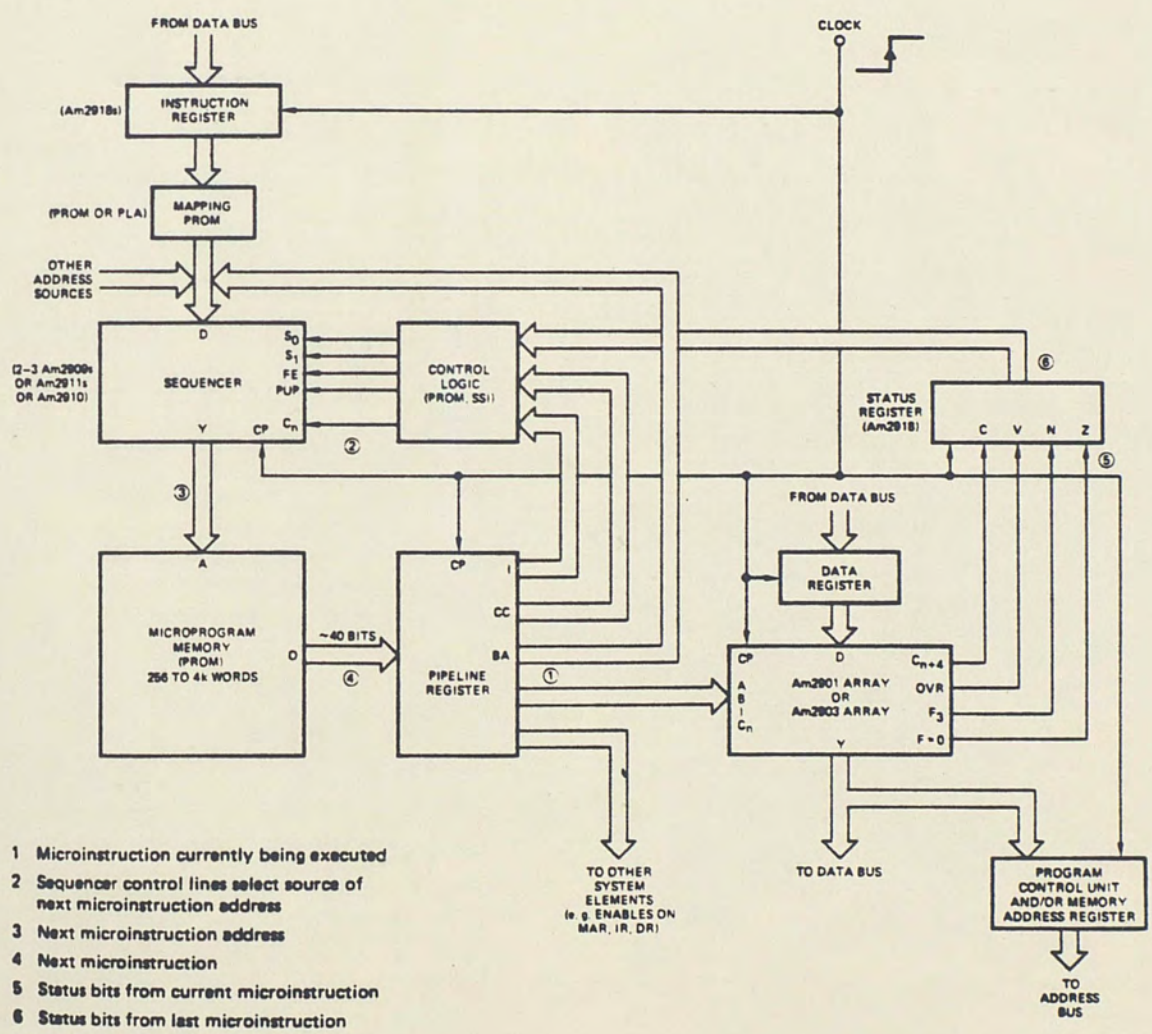 FROM DATA BUS
CLOCK
(Am2918s)
INSTRUCTION
REGISTER
(PROM OR PLA)
MAPPING
PROM
OTHER
ADDRESS
SOURCES
D
S0
S1
FE
PUP
Cn
SEQUENCER
Y
CP
(2-3 Am2909s
OR Am2911s
OR Am2910)
CONTROL
LOGIC
(PROM, SSI)
②
⑥
STATUS
REGISTER
(Am2918)
C V N Z
⑤
③
FROM DATA BUS
DATA
REGISTER
A
MICROPROGRAM
MEMORY
(PROM)
256 TO 4k WORDS
O
~40 BITS
④
CP
I
CC
BA
PIPELINE
REGISTER
①
CP
D
A
B
I
Cn
Am2901 ARRAY
OR
Am2903 ARRAY
Y
Cn+4
OVR
F3
F=0
TO OTHER
SYSTEM
ELEMENTS
(e.g. ENABLES ON
MAR, IR, DR)
TO DATA BUS
PROGRAM
CONTROL UNIT
AND/OR MEMORY
ADDRESS REGISTER
TO
ADDRESS
BUS
1 Microinstruction currently being executed
2 Sequencer control lines select source of
next microinstruction address
3 Next microinstruction address
4 Next microinstruction
5 Status bits from current microinstruction
6 Status bits from last microinstruction